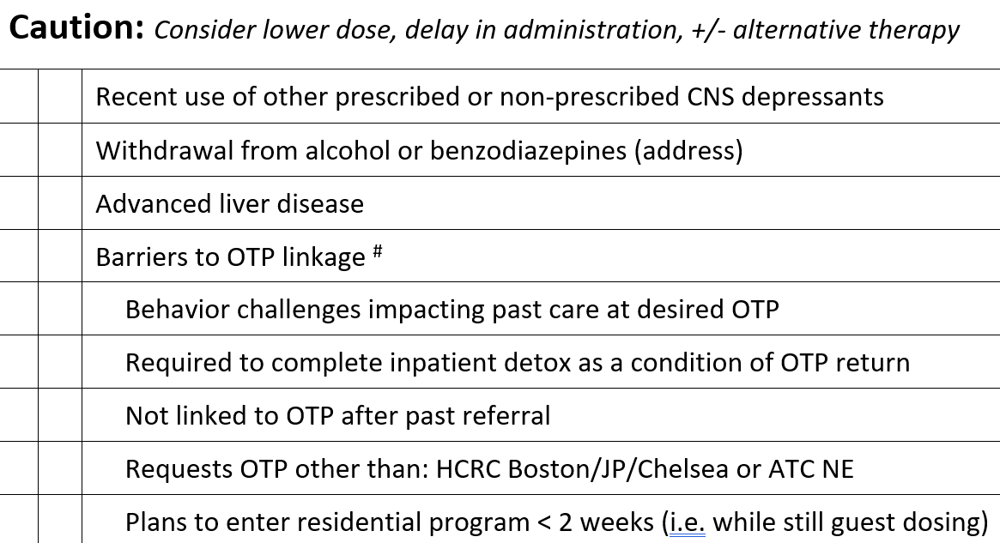 Caution: Consider lower dose, delay in administration, +/- alternative therapy
Recent use of other prescribed or non-prescribed CNS depressants
Withdrawal from alcohol or benzodiazepines (address)
Advanced liver disease
Barriers to OTP linkage #
Behavior challenges impacting past care at desired OTP
Required to complete inpatient detox as a condition of OTP return
Not linked to OTP after past referral
Requests OTP other than: HCRC Boston/JP/Chelsea or ATC NE
Plans to enter residential program < 2 weeks (i.e. while still guest dosing)